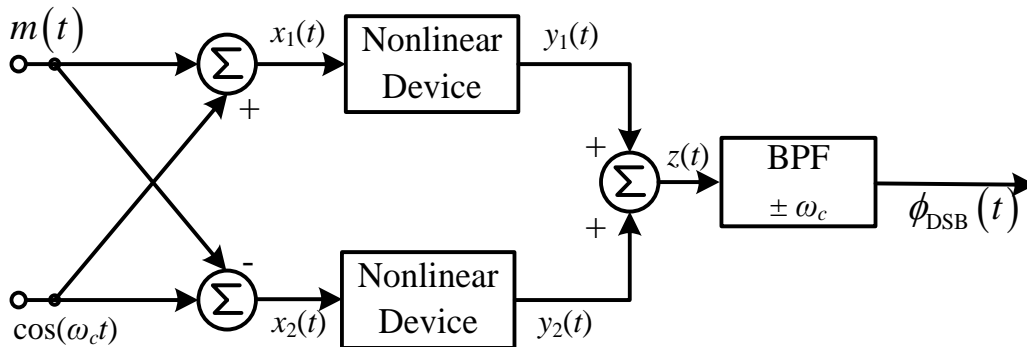 m(t)
x₁(t)
Nonlinear
Device
y₁(t)
Σ
+
+
z(t)
BPF
± ω_c
Σ
ϕ_DSB(t)
+
-
Σ
cos(ω_c t)
x₂(t)
Nonlinear
Device
y₂(t)